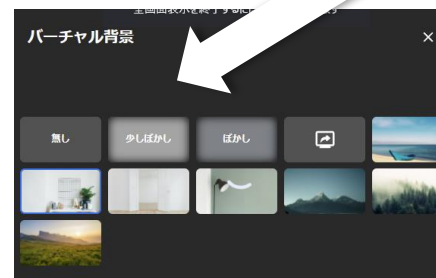 全画面表示を終了するに
バーチャル背景
無し
少しぼかし
ぼかし